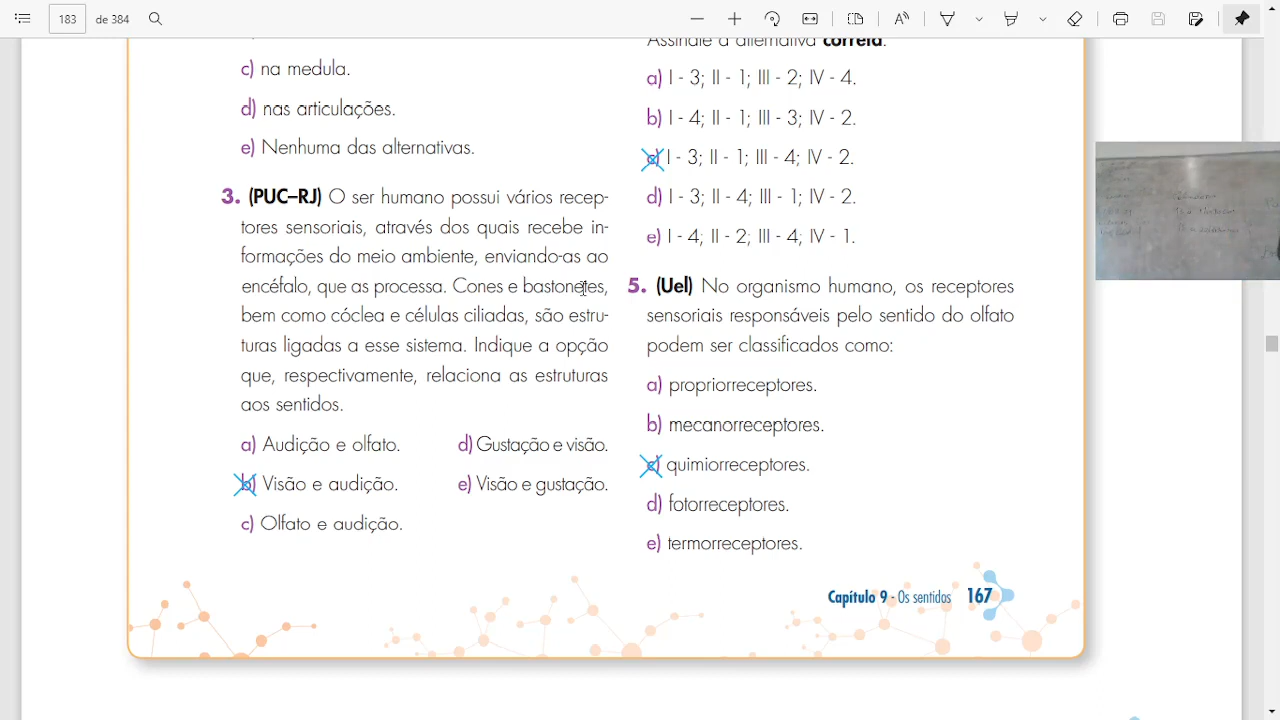 183
de 384
c) na medula.
d) nas articulações.
e) Nenhuma das alternativas.
3. (PUC–RJ) O ser humano possui vários recep-
tores sensoriais, através dos quais recebe in-
formações do meio ambiente, enviando-as ao
encéfalo, que as processa. Cones e bastonetes,
bem como cóclea e células ciliadas, são estru-
turas ligadas a esse sistema. Indique a opção
que, respectivamente, relaciona as estruturas
aos sentidos.
a) Audição e olfato.
b) Visão e audição.
c) Olfato e audição.
d) Gustação e visão.
e) Visão e gustação.
Assinale a alternativa correta.
a) I - 3; II - 1; III - 2; IV - 4.
b) I - 4; II - 1; III - 3; IV - 2.
c) I - 3; II - 1; III - 4; IV - 2.
d) I - 3; II - 4; III - 1; IV - 2.
e) I - 4; II - 2; III - 4; IV - 1.
5. (Uel) No organismo humano, os receptores
sensoriais responsáveis pelo sentido do olfato
podem ser classificados como:
a) propriorreceptores.
b) mecanorreceptores.
c) quimiorreceptores.
d) fotorreceptores.
e) termorreceptores.
Capítulo 9 - Os sentidos 167